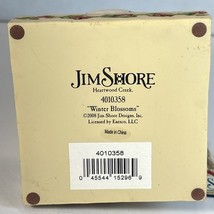 JIM SHORE
Heartwood Creek.
4010358
"Winter Blossoms"
©2008 Jim Shore Designs, Inc.
Licensed by Enesco, LLC
Made in China
4010358
0 45544 15296 9